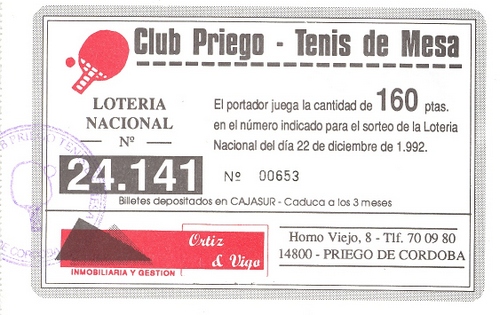 Club Priego - Tenis de Mesa
LOTERIA
NACIONAL
Nº
24.141
El portador juega la cantidad de 160 ptas.
en el número indicado para el sorteo de la Lotería
Nacional del día 22 de diciembre de 1.992.
Nº 00653
Billetes depositados en CAJASUR - Caduca a los 3 meses
Ortiz
& Vigo
INMOBILIARIA Y GESTION
Horno Viejo, 8 - Tlf. 70 09 80
14800 - PRIEGO DE CORDOBA